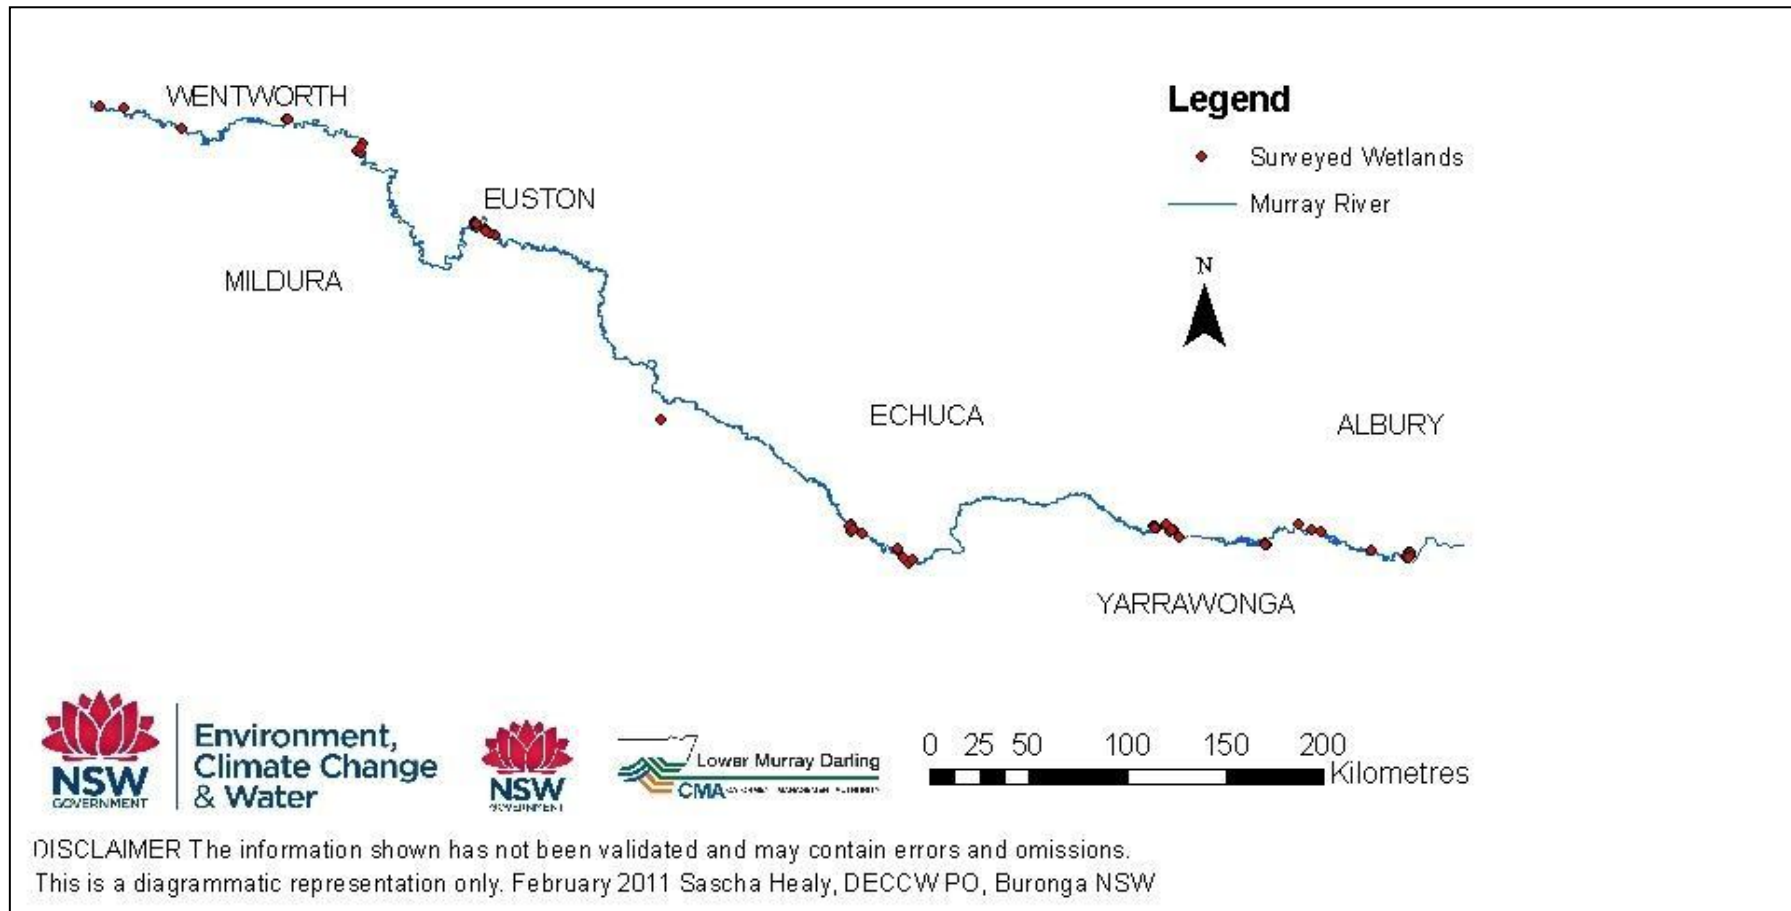 WENTWORTH
Legend
Surveyed Wetlands
Murray River
EUSTON
N
MILDURA
ECHUCA
ALBURY
YARRAWONGA
NSW
GOVERNMENT
Environment,
Climate Change
& Water
NSW
GOVERNMENT
Lower Murray Darling
CMA CATCHMENT MANAGEMENT AUTHORITY
0 25 50 100 150 200
Kilometres
DISCLAIMER The information shown has not been validated and may contain errors and omissions.
This is a diagrammatic representation only. February 2011 Sascha Healy, DECCW PO, Buronga NSW